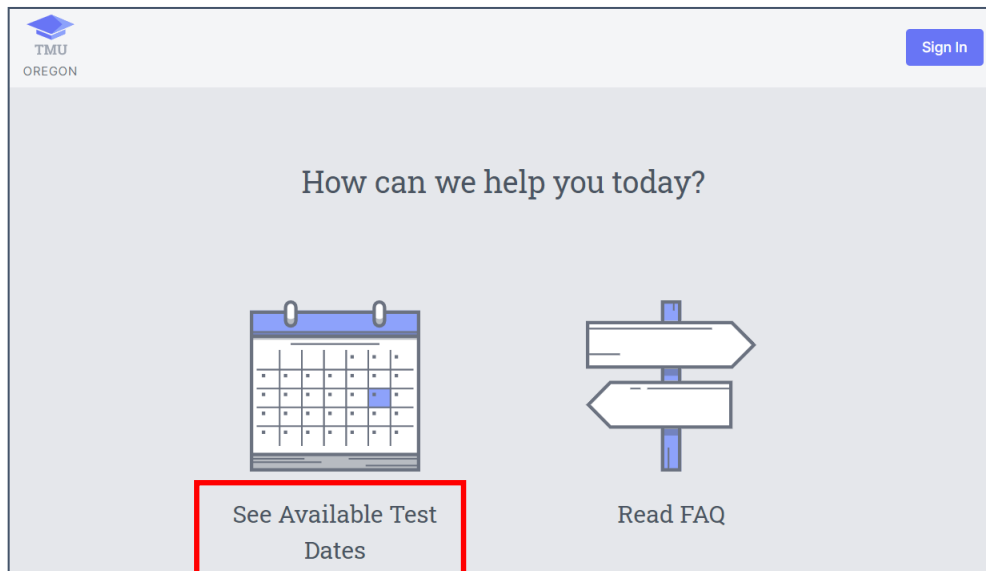 TMU
OREGON
Sign In
How can we help you today?
See Available Test
Dates
Read FAQ